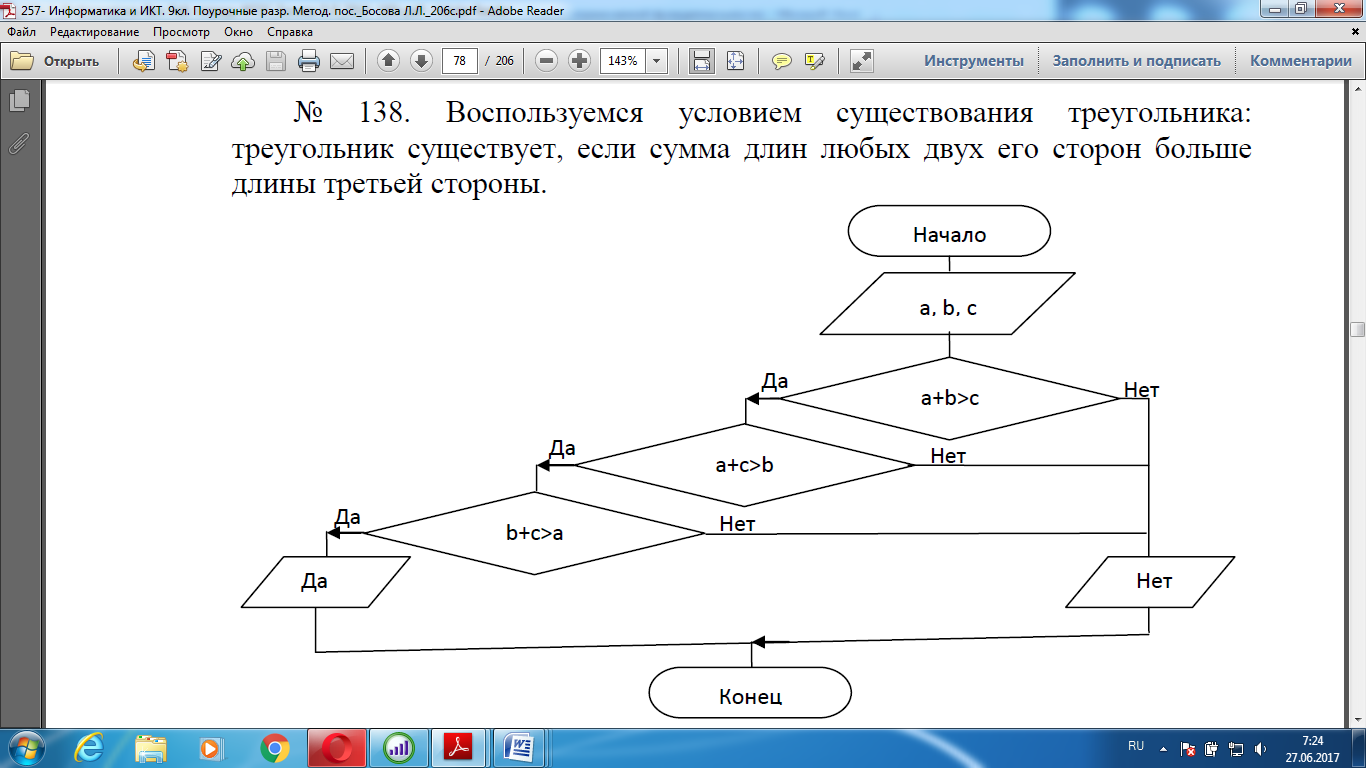 257- Информатика и ИКТ. 9кл. Поурочные разр. Метод. пос._Босова Л.Л._206с.pdf - Adobe Reader
Файл Редактирование Просмотр Окно Справка
Открыть 78 / 206 143% Инструменты Заполнить и подписать Комментарии
№ 138. Воспользуемся условием существования треугольника:
треугольник существует, если сумма длин любых двух его сторон больше
длины третьей стороны.
Начало
a, b, c
Да a+b>c Нет
Да a+c>b Нет
Да b+c>a Нет
Да Нет
Конец
RU 7:24
27.06.2017